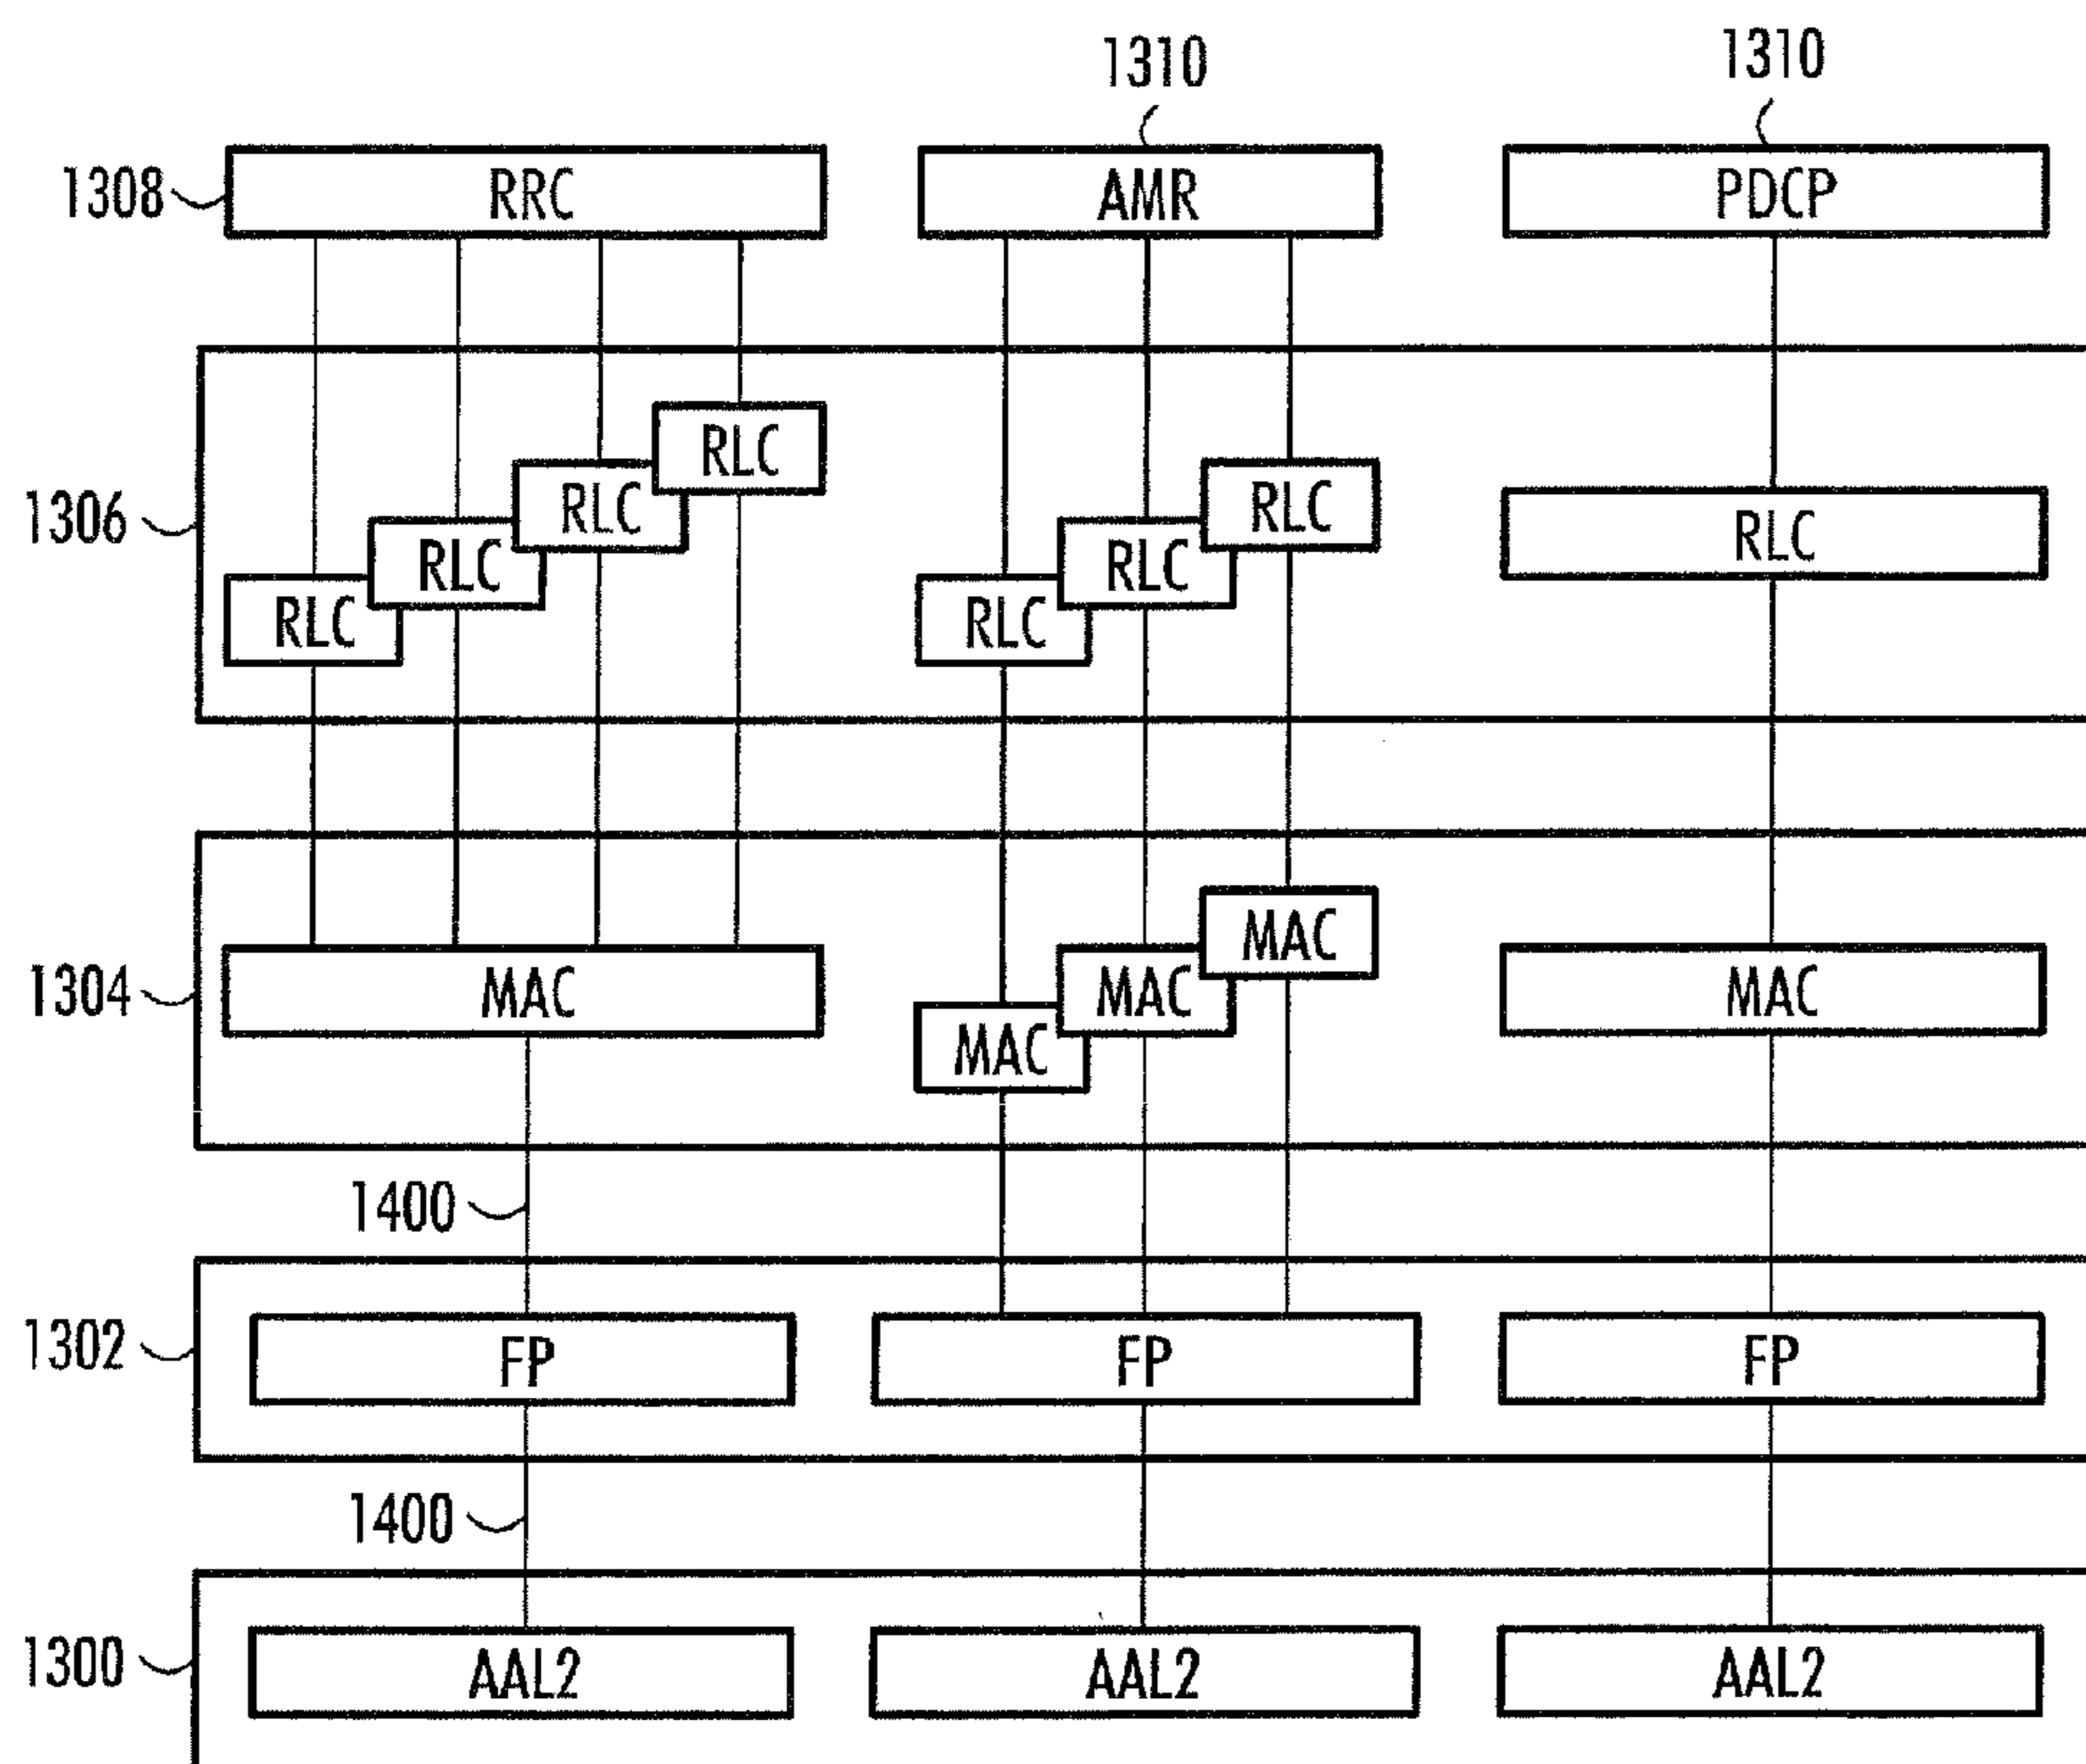 1310 1310
1308 RRC AMR PDCP
RLC
RLC RLC
1306 RLC RLC RLC
RLC RLC
MAC
1304 MAC MAC MAC
MAC
1400
1302 FP FP FP
1400
1300 AAL2 AAL2 AAL2